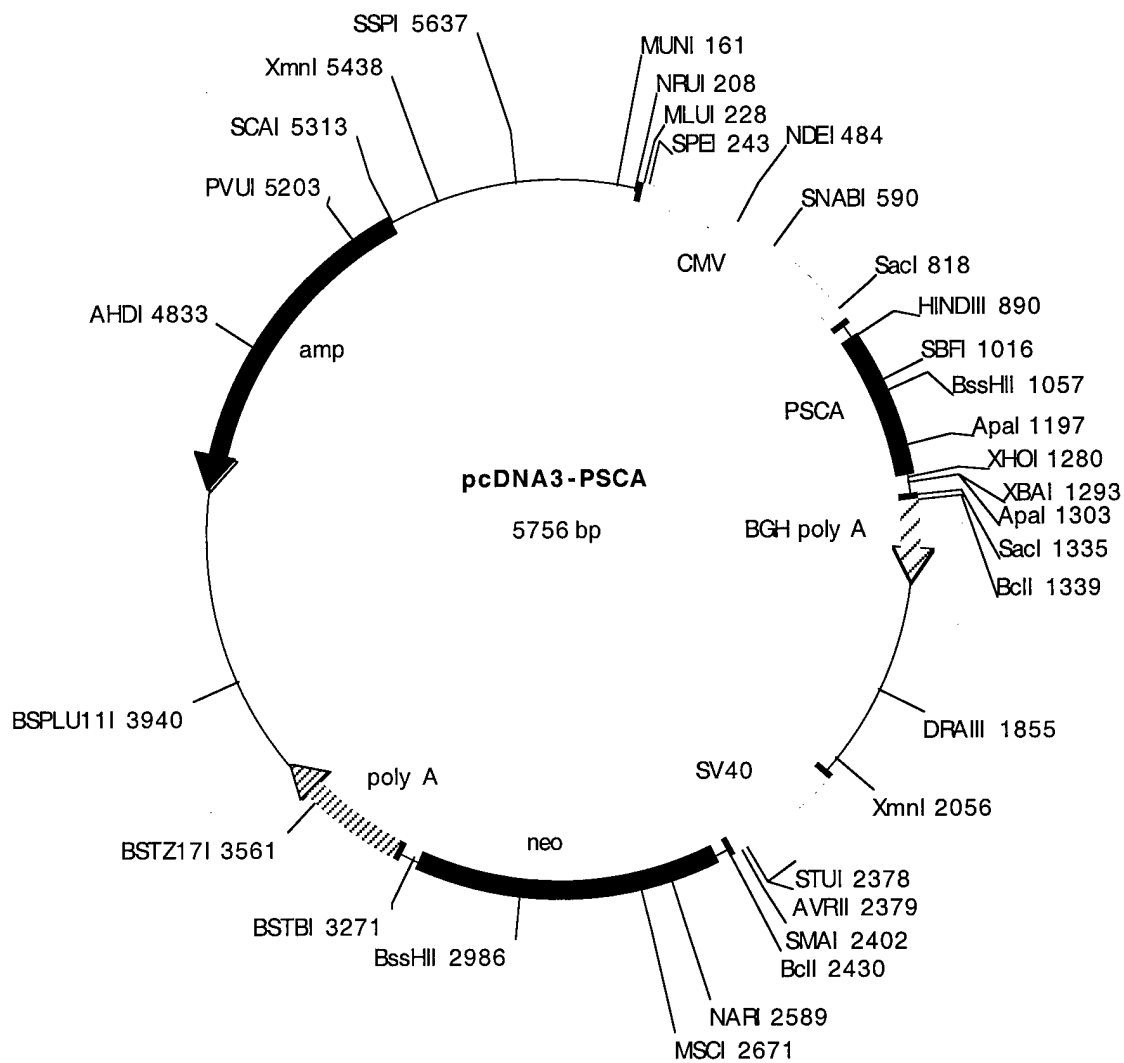 SSPI 5637
XmnI 5438
SCAI 5313
PVUI 5203
AHDI 4833
amp
MUNI 161
NRUI 208
MLUI 228
SPEI 243
NDEI 484
SNABI 590
CMV
SacI 818
HINDIII 890
SBFI 1016
BssHII 1057
PSCA
ApaI 1197
XHOI 1280
XBAI 1293
ApaI 1303
SacI 1335
BclI 1339
pcDNA3-PSCA
5756 bp
BGH poly A
DRAIII 1855
XmnI 2056
SV40
STUI 2378
AVRII 2379
SMAI 2402
BclI 2430
NARI 2589
MSCI 2671
neo
BssHII 2986
BSTBI 3271
BSTZ17I 3561
poly A
BSPLU11I 3940